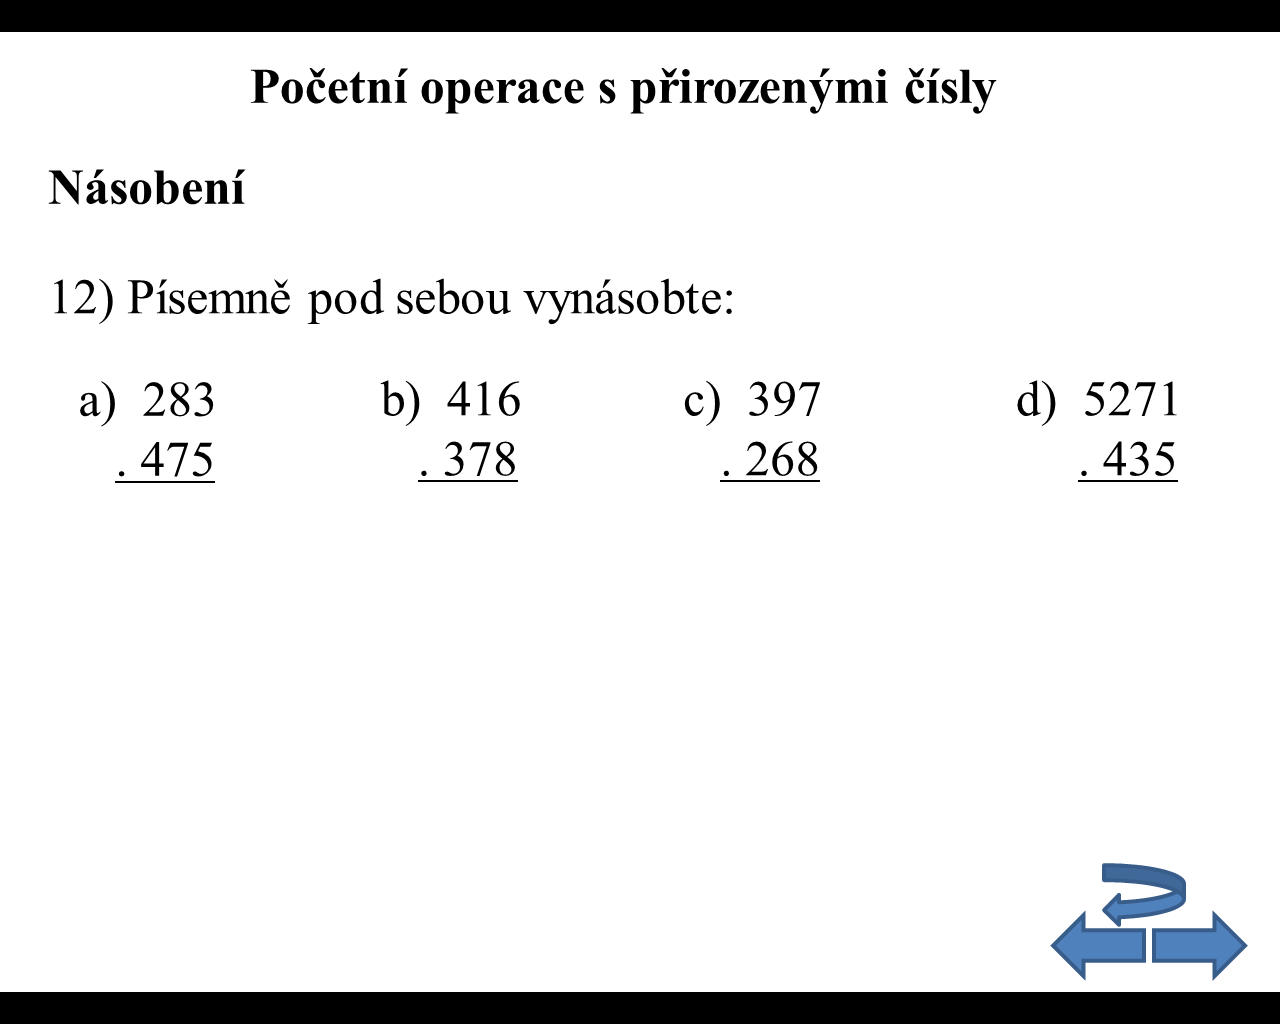 Početní operace s přirozenými čísly
Násobení
12) Písemně pod sebou vynásobte:
a) 283 b) 416 c) 397 d) 5271
. 475 . 378 . 268 . 435